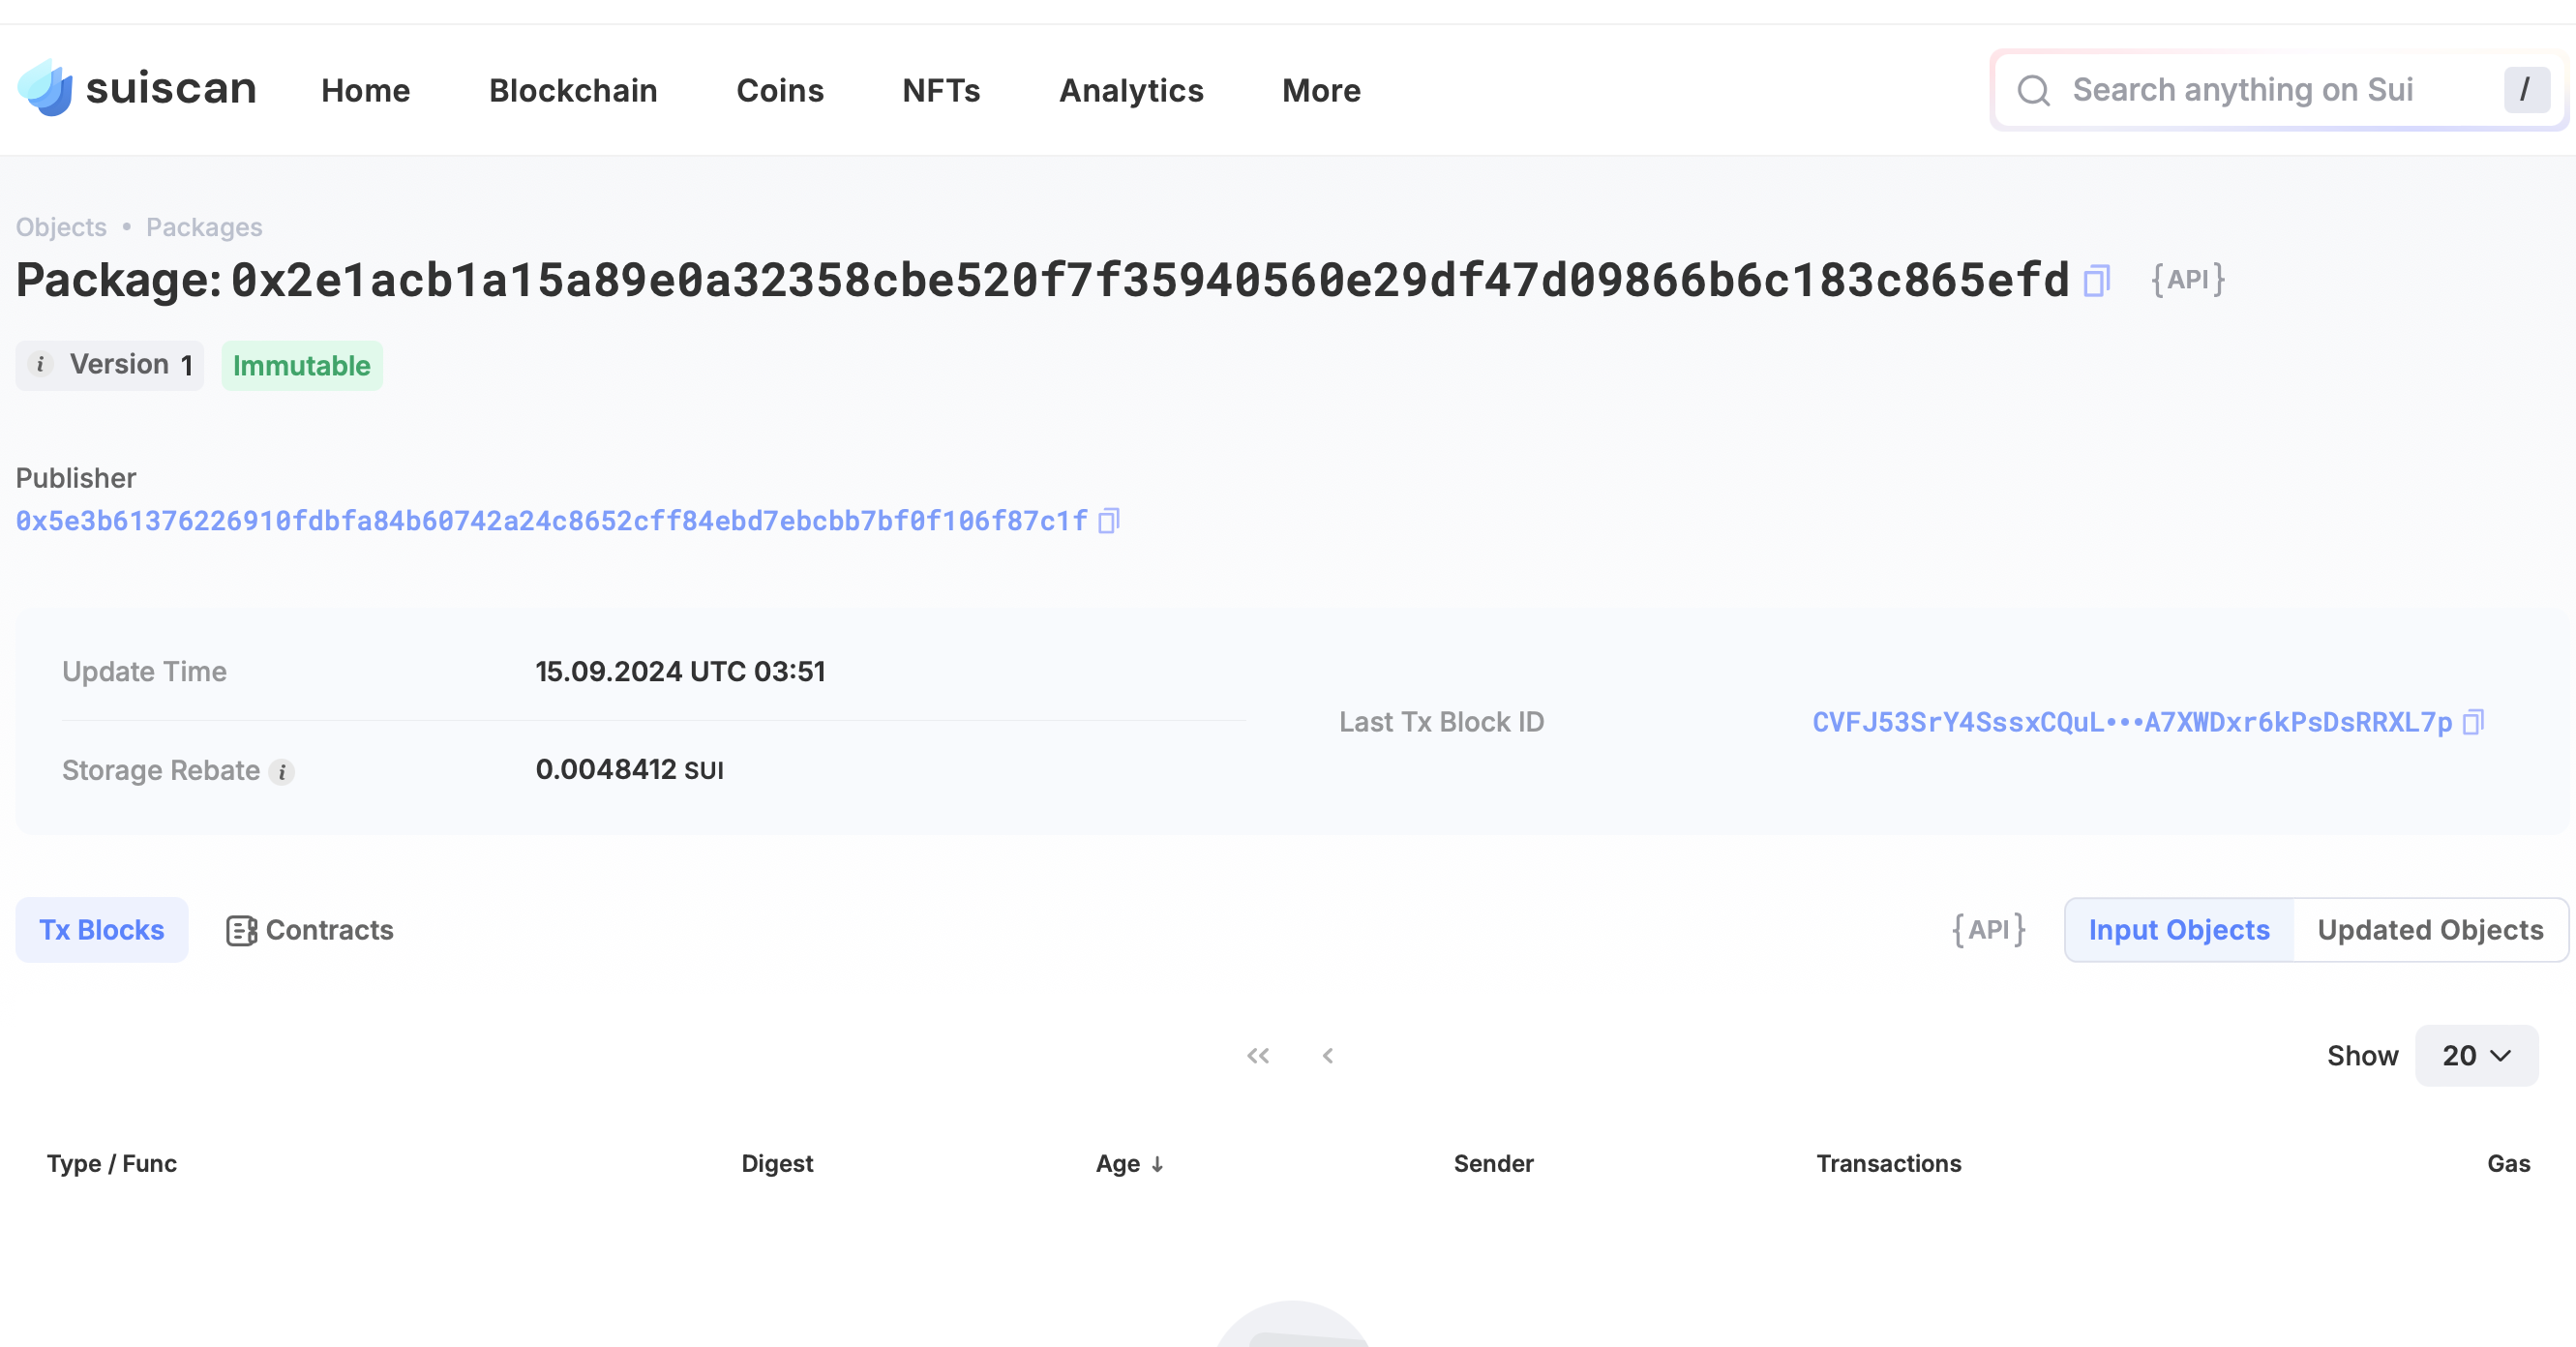 suiscan Home Blockchain Coins NFTs Analytics More Search anything on Sui /
Objects • Packages
Package: 0x2e1acb1a15a89e0a32358cbe520f7f35940560e29df47d09866b6c183c865efd {API}
i Version 1 Immutable
Publisher
0x5e3b61376226910fdbfa84b60742a24c8652cff84ebd7ebcbb7bf0f106f87c1f
Update Time 15.09.2024 UTC 03:51
Last Tx Block ID CVFJ53SrY4SssxCQuL•••A7XWDxr6kPsDsRRXL7p
Storage Rebate i 0.0048412 SUI
Tx Blocks Contracts {API} Input Objects Updated Objects
Show 20
Type / Func Digest Age ↓ Sender Transactions Gas